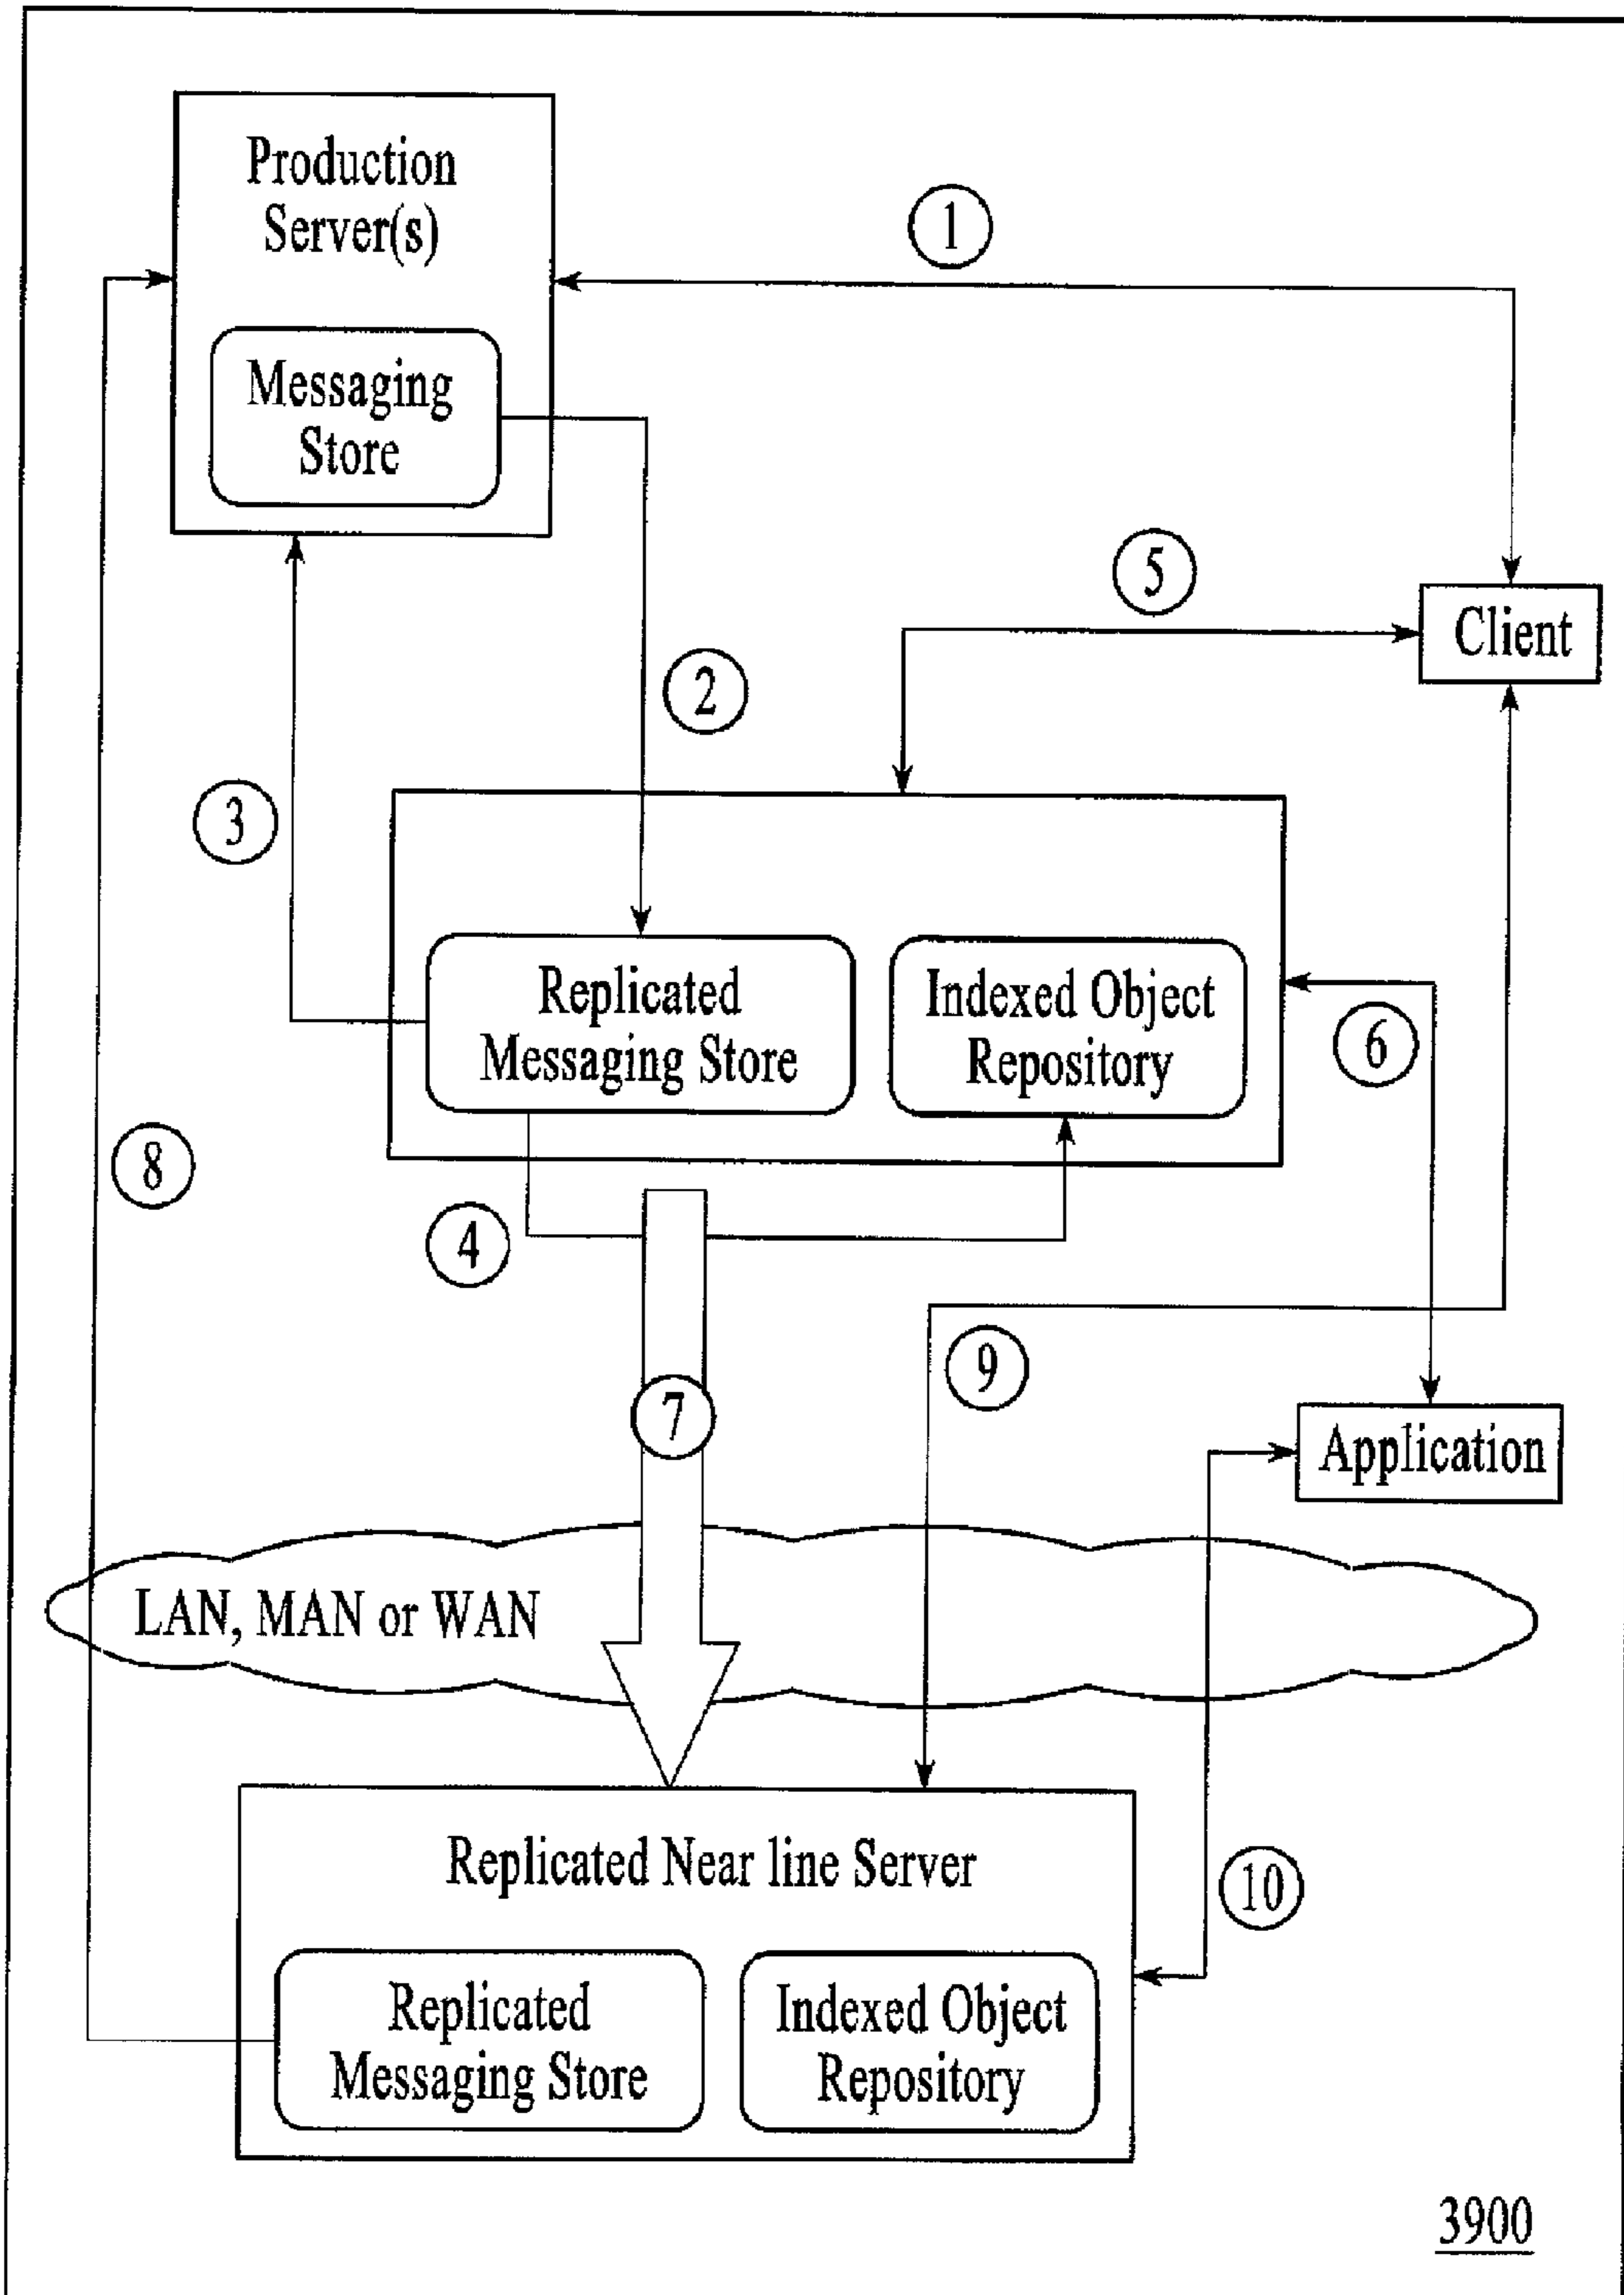 Production
Server(s)
1
Messaging
Store
5
Client
2
3
Replicated
Messaging Store
Indexed Object
Repository
6
8
4
9
7
Application
LAN, MAN or WAN
Replicated Near line Server
10
Replicated
Messaging Store
Indexed Object
Repository
3900